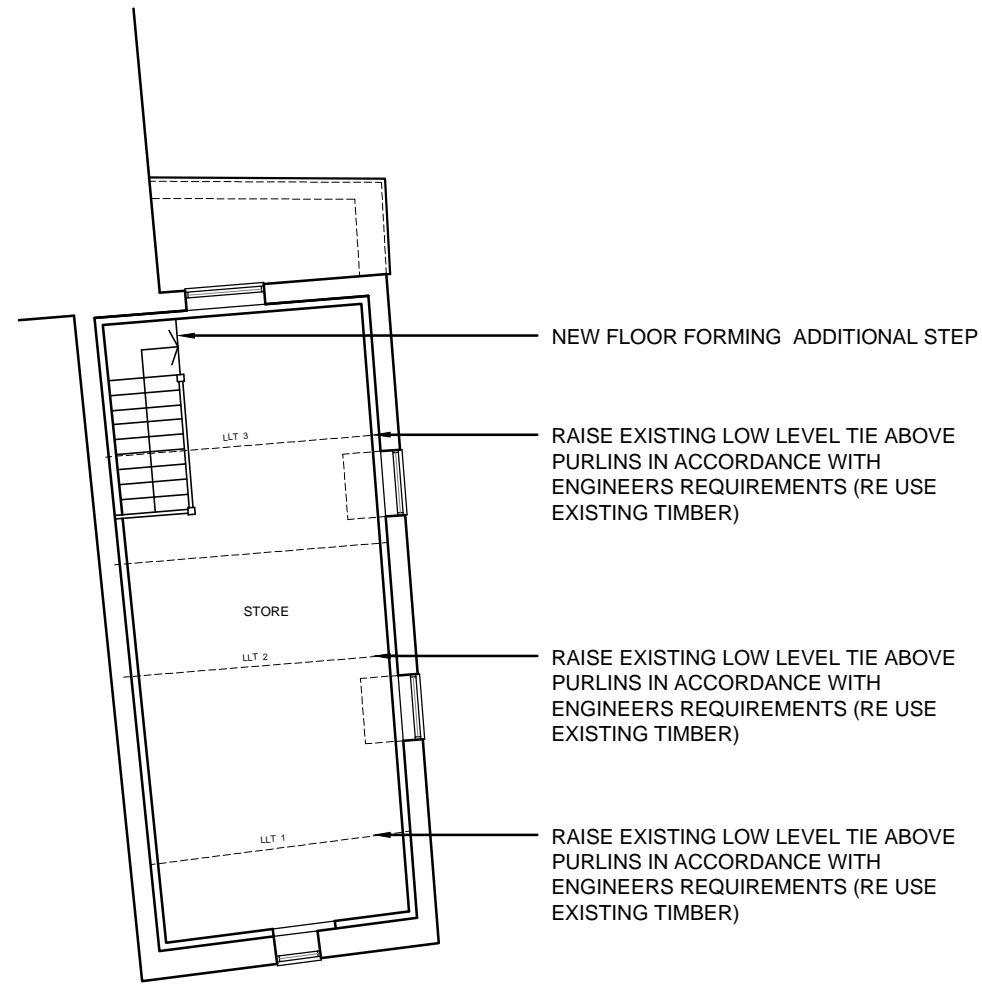 NEW FLOOR FORMING ADDITIONAL STEP
LLT 3
RAISE EXISTING LOW LEVEL TIE ABOVE
PURLINS IN ACCORDANCE WITH
ENGINEERS REQUIREMENTS (RE USE
EXISTING TIMBER)
STORE
LLT 2
RAISE EXISTING LOW LEVEL TIE ABOVE
PURLINS IN ACCORDANCE WITH
ENGINEERS REQUIREMENTS (RE USE
EXISTING TIMBER)
LLT 1
RAISE EXISTING LOW LEVEL TIE ABOVE
PURLINS IN ACCORDANCE WITH
ENGINEERS REQUIREMENTS (RE USE
EXISTING TIMBER)